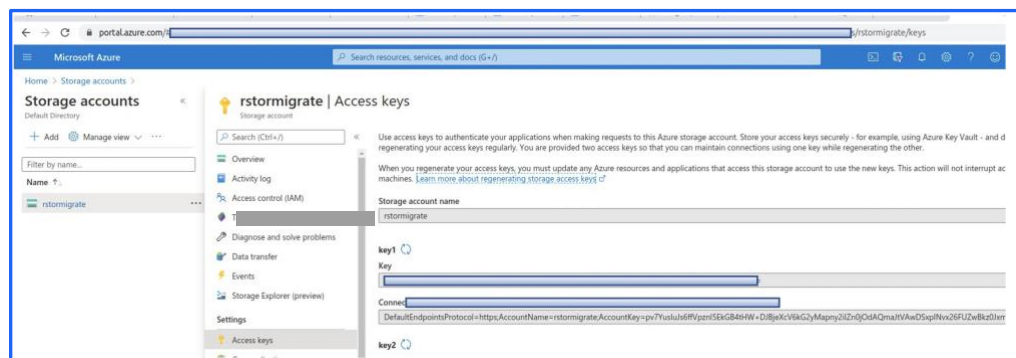 portal.azure.com/#
s/rstormigrate/keys
Microsoft Azure
Search resources, services, and docs (G+/)
Home > Storage accounts >
Storage accounts
Default Directory
+ Add Manage view
Filter by name...
Name ↑↓
rstormigrate
rstormigrate | Access keys
Storage account
Search (Ctrl+/)
Overview
Activity log
Access control (IAM)
T
Diagnose and solve problems
Data transfer
Events
Storage Explorer (preview)
Settings
Access keys
Use access keys to authenticate your applications when making requests to this Azure storage account. Store your access keys securely - for example, using Azure Key Vault - and d
regenerating your access keys regularly. You are provided two access keys so that you can maintain connections using one key while regenerating the other.
When you regenerate your access keys, you must update any Azure resources and applications that access this storage account to use the new keys. This action will not interrupt ac
machines. Learn more about regenerating storage access keys
Storage account name
rstormigrate
key1
Key
Connec
DefaultEndpointsProtocol=https;AccountName=rstormigrate;AccountKey=
key2